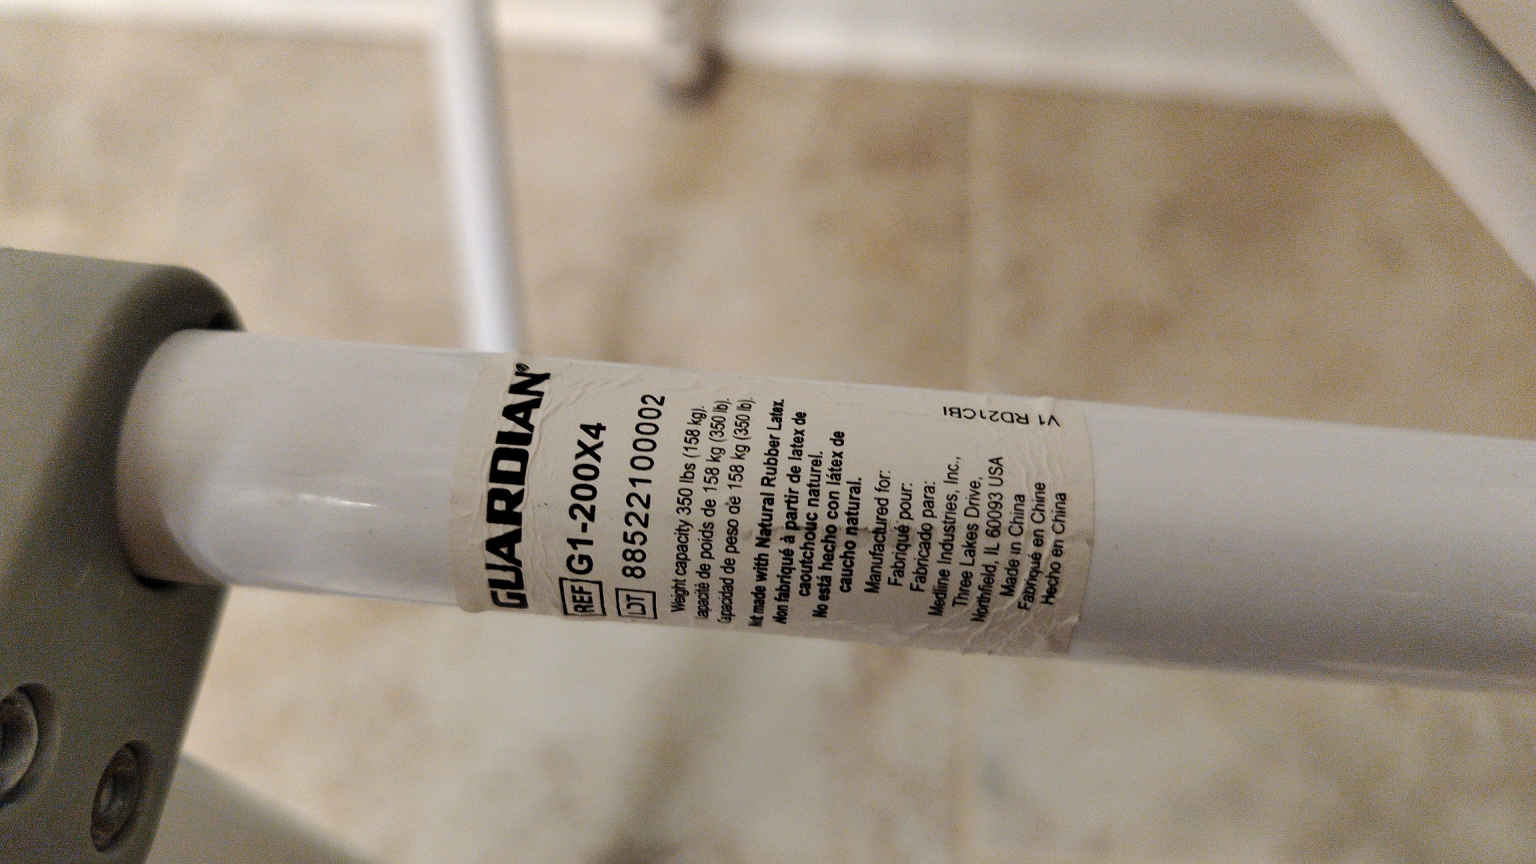 GUARDIAN
REF G1-200X4
LOT 88522100002
Weight capacity 350 lbs (158 kg).
Capacité de poids de 158 kg (350 lb).
Capacidad de peso de 158 kg (350 lb).
Not made with Natural Rubber Latex.
Non fabriqué à partir de latex de
caoutchouc naturel.
No está hecho con látex de
caucho natural.
Manufactured for:
Fabriqué pour:
Fabricado para:
Medline Industries, Inc.,
Three Lakes Drive,
Northfield, IL 60093 USA
Made in China
Fabriqué en Chine
Hecho en China
V1 RD21CBI